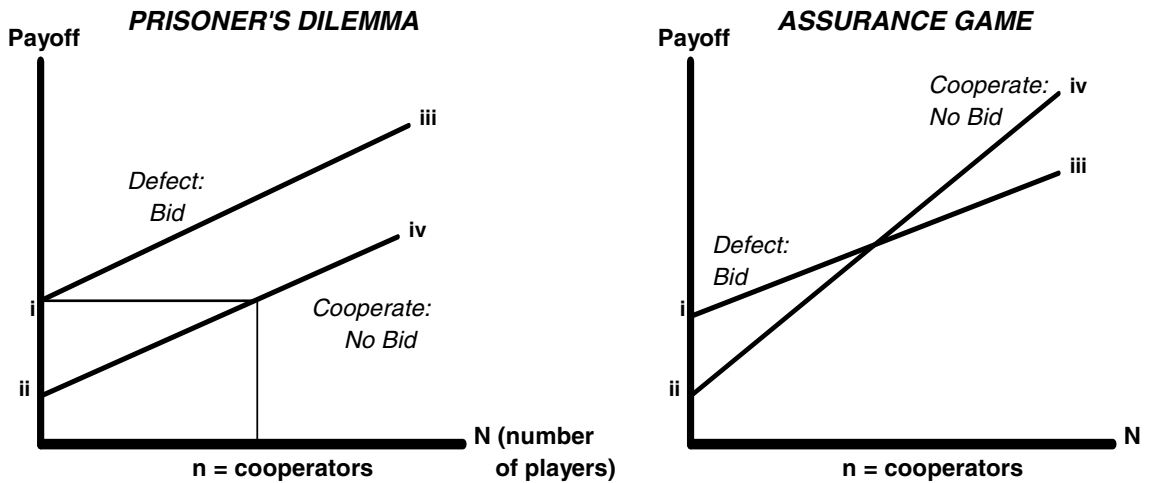 PRISONER'S DILEMMA
Payoff
iii
Defect:
Bid
iv
i
Cooperate:
No Bid
ii
N (number
of players)
n = cooperators
ASSURANCE GAME
Payoff
Cooperate:
No Bid
iv
iii
Defect:
Bid
i
ii
N
n = cooperators